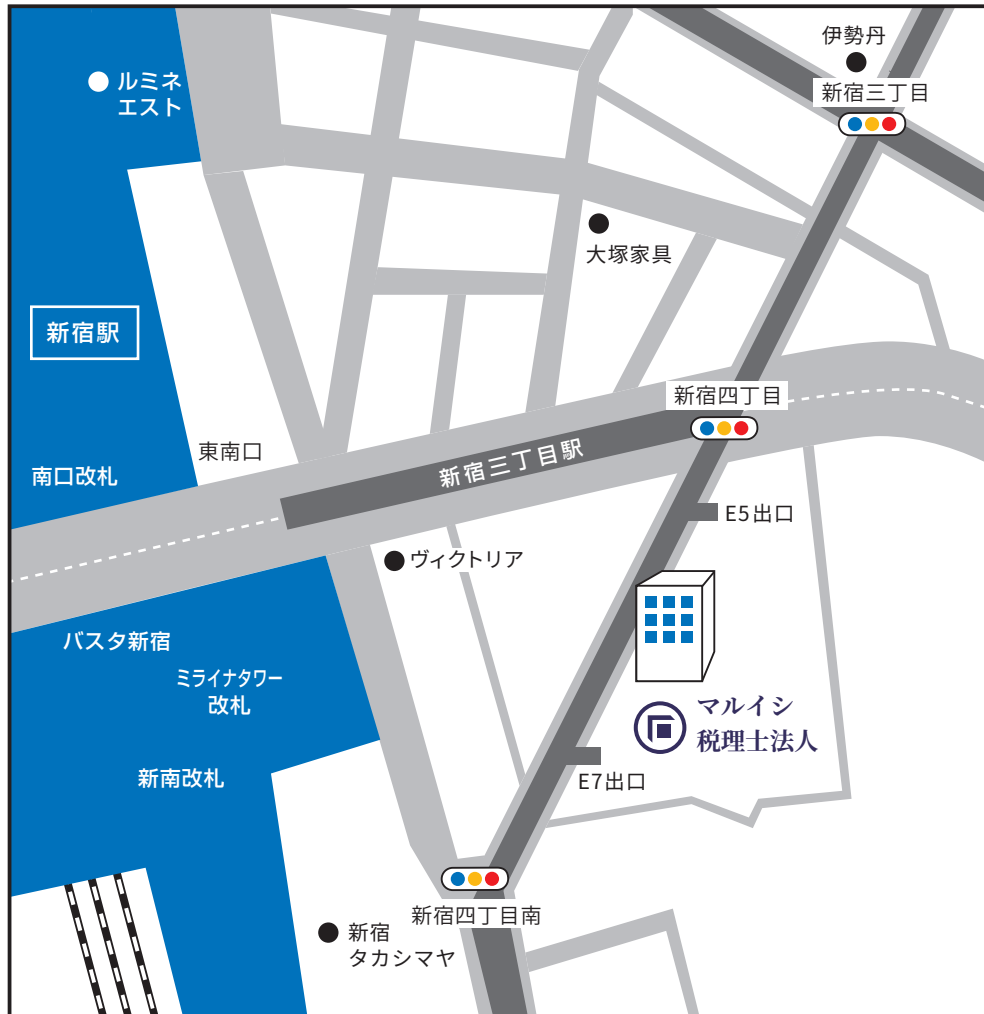 伊勢丹
新宿三丁目
ルミネ
エスト
大塚家具
新宿駅
新宿四丁目
東南口
新宿三丁目駅
南口改札
E5出口
ヴィクトリア
バスタ新宿
ミライナタワー
改札
マルイシ
税理士法人
新南改札
E7出口
新宿四丁目南
新宿
タカシマヤ